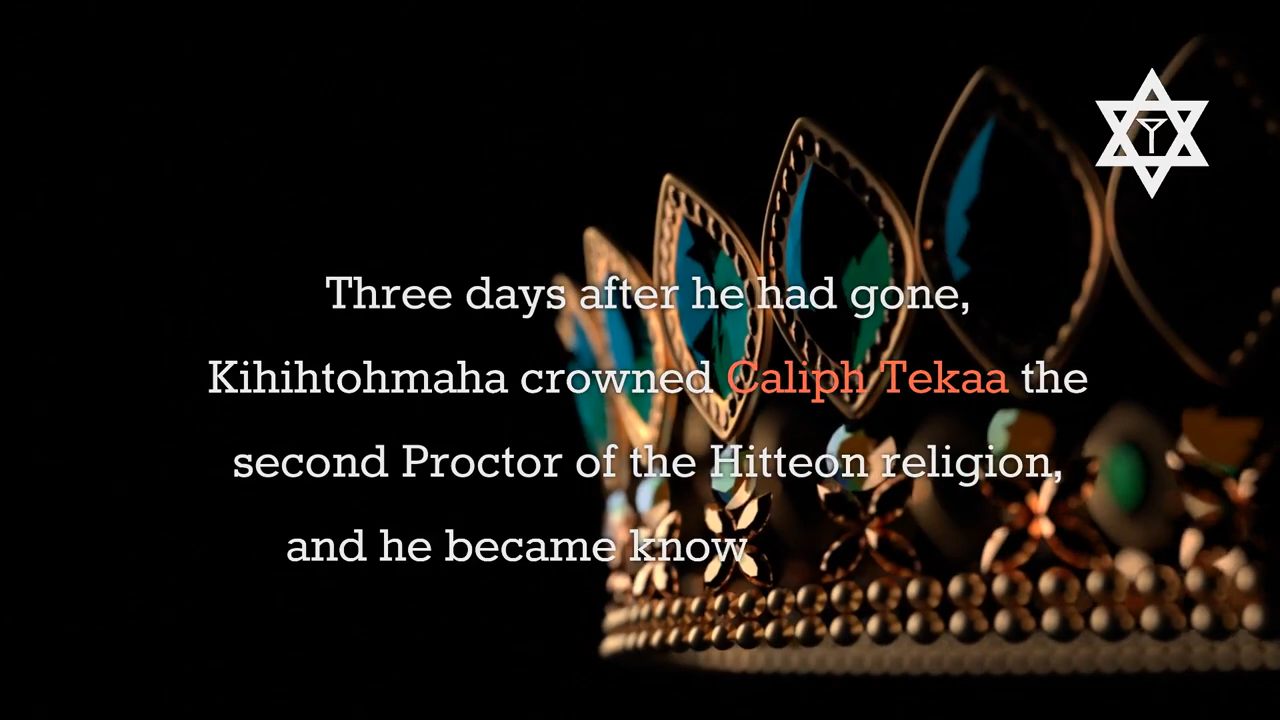 Three days after he had gone,
Kihihtohmaha crowned Caliph Tekaa the
second Proctor of the Hitteon religion,
and he became know